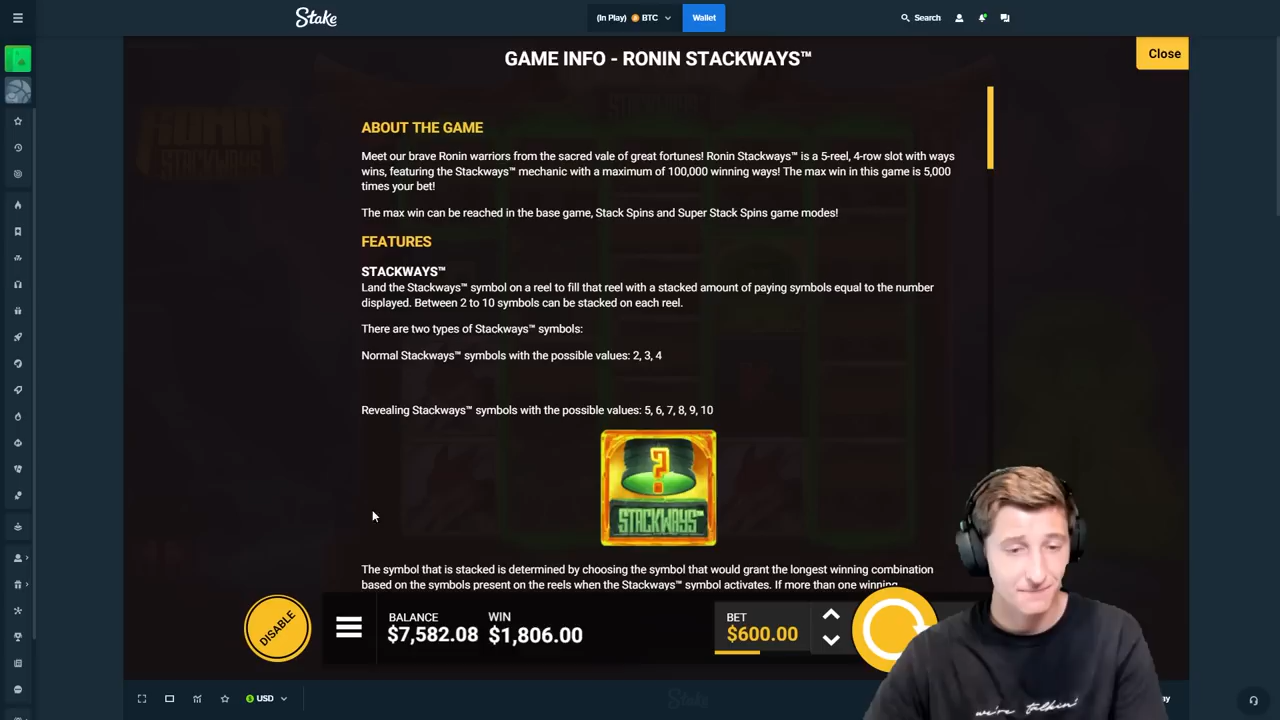 Stake
(In Play) BTC
Wallet
Search
GAME INFO - RONIN STACKWAYS™
Close
RONIN
STACKWAYS
ABOUT THE GAME
Meet our brave Ronin warriors from the sacred vale of great fortunes! Ronin Stackways™ is a 5-reel, 4-row slot with ways
wins, featuring the Stackways™ mechanic with a maximum of 100,000 winning ways! The max win in this game is 5,000
times your bet!
The max win can be reached in the base game, Stack Spins and Super Stack Spins game modes!
FEATURES
STACKWAYS™
Land the Stackways™ symbol on a reel to fill that reel with a stacked amount of paying symbols equal to the number
displayed. Between 2 to 10 symbols can be stacked on each reel.
There are two types of Stackways™ symbols:
Normal Stackways™ symbols with the possible values: 2, 3, 4
Revealing Stackways™ symbols with the possible values: 5, 6, 7, 8, 9, 10
?
STACKWAYS™
The symbol that is stacked is determined by choosing the symbol that would grant the longest winning combination
based on the symbols present on the reels when the Stackways™ symbol activates. If more than one winning
DISABLE
BALANCE
$7,582.08
WIN
$1,806.00
BET
$600.00
USD
Stake
we're talkin'